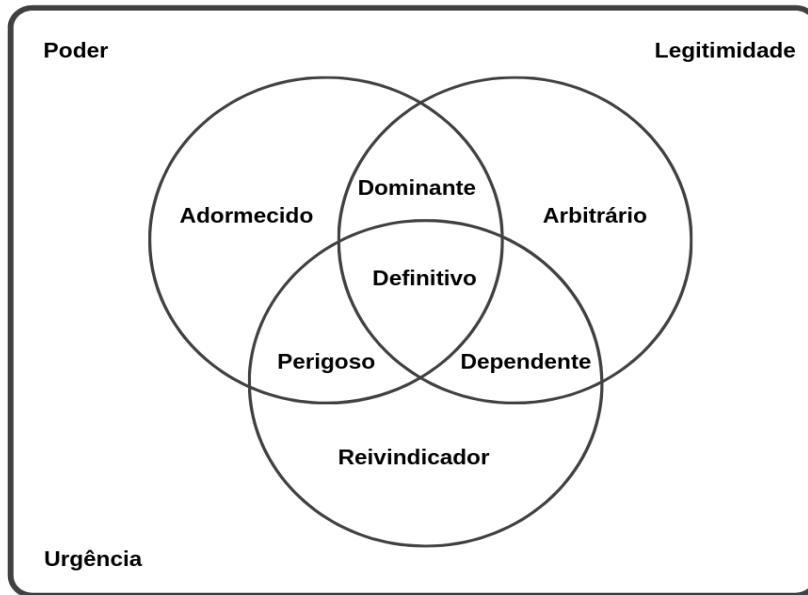 Poder
Legitimidade
Dominante
Adormecido
Arbitrário
Definitivo
Perigoso
Dependente
Reivindicador
Urgência